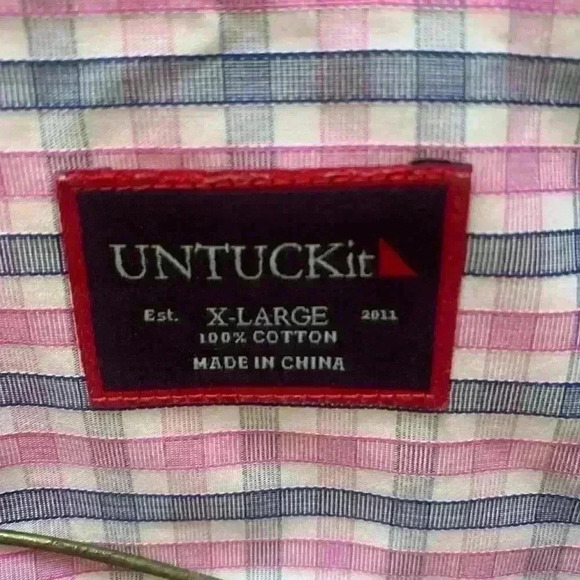 UNTUCKit
Est. X-LARGE 2011
100% COTTON
MADE IN CHINA